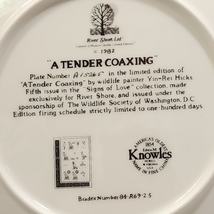 River Shore, Ltd.
© 1982
"A TENDER COAXING"
Plate Number in the limited edition of
"A Tender Coaxing" by wildlife painter Yin-Rei Hicks
Fifth issue in the "Signs of Love" collection, made
exclusively for River Shore, and issued under the
sponsorship of The Wildlife Society of Washington, D.C.
Edition firing schedule strictly limited to one hundred days
AMERICA'S OLDEST
Knowles
Bradex Number 84-R69-2.5